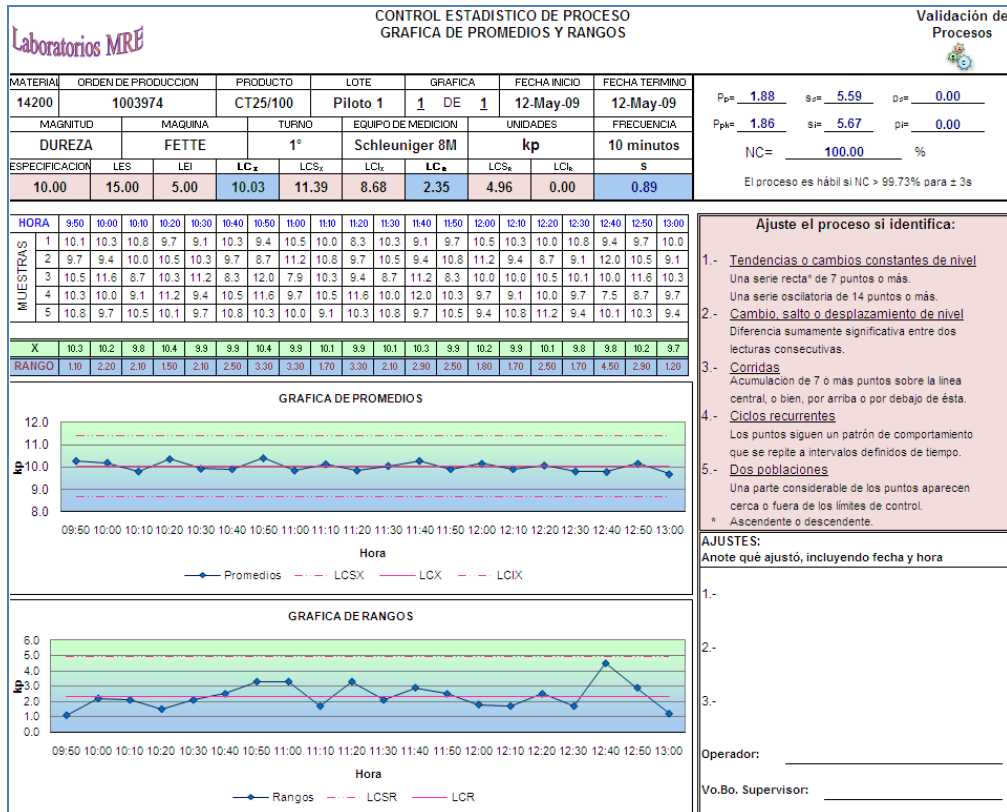 CONTROL ESTADISTICO DE PROCESO
GRAFICA DE PROMEDIOS Y RANGOS
Laboratorios MRE
Validación de
Procesos
MATERIAL ORDEN DE PRODUCCION PRODUCTO LOTE GRAFICA FECHA INICIO FECHA TERMINO
14200 1003974 CT25/100 Piloto 1 1 DE 1 12-May-09 12-May-09
MAGNITUD MAQUINA TURNO EQUIPO DE MEDICION UNIDADES FRECUENCIA
DUREZA FETTE 1° Schleuniger 8M kp 10 minutos
ESPECIFICACION LES LEI LCx LCSx LCIx LCR LCSR LCIR S
10.00 15.00 5.00 10.03 11.39 8.68 2.35 4.96 0.00 0.89
Pp= 1.88 ss= 5.59 ps= 0.00
Ppk= 1.86 si= 5.67 pi= 0.00
NC= 100.00 %
El proceso es hábil si NC > 99.73% para ± 3s
HORA 9:50 10:00 10:10 10:20 10:30 10:40 10:50 11:00 11:10 11:20 11:30 11:40 11:50 12:00 12:10 12:20 12:30 12:40 12:50 13:00
MUESTRAS
1 10.1 10.3 10.8 9.7 9.1 10.3 9.4 10.5 10.0 8.3 10.3 9.1 9.7 10.5 10.3 10.0 10.8 9.4 9.7 10.0
2 9.7 9.4 10.0 10.5 10.3 9.7 8.7 11.2 10.8 9.7 10.5 9.4 10.8 11.2 9.4 8.7 9.1 12.0 10.5 9.1
3 10.5 11.6 8.7 10.3 11.2 8.3 12.0 7.9 10.3 9.4 8.7 11.2 8.3 10.0 10.0 10.5 10.1 10.0 11.6 10.3
4 10.3 10.0 9.1 11.2 9.4 10.5 11.6 9.7 10.5 11.6 10.0 12.0 10.3 9.7 9.1 10.0 9.7 7.5 8.7 9.7
5 10.8 9.7 10.5 10.1 9.7 10.8 10.3 10.0 9.1 10.3 10.8 9.7 10.5 9.4 10.8 11.2 9.4 10.1 10.3 9.4
X 10.3 10.2 9.8 10.4 9.9 9.9 10.4 9.9 10.1 9.9 10.1 10.3 9.9 10.2 9.9 10.1 9.8 9.8 10.2 9.7
RANGO 1.10 2.20 2.10 1.50 2.10 2.50 3.30 3.30 1.70 3.30 2.10 2.90 2.50 1.80 1.70 2.50 1.70 4.50 2.90 1.20
GRAFICA DE PROMEDIOS
12.0
11.0
10.0
9.0
8.0
kp
09:50 10:00 10:10 10:20 10:30 10:40 10:50 11:00 11:10 11:20 11:30 11:40 11:50 12:00 12:10 12:20 12:30 12:40 12:50 13:00
Hora
Promedios LCSX LCX LCIX
GRAFICA DE RANGOS
6.0
5.0
4.0
3.0
2.0
1.0
0.0
kp
09:50 10:00 10:10 10:20 10:30 10:40 10:50 11:00 11:10 11:20 11:30 11:40 11:50 12:00 12:10 12:20 12:30 12:40 12:50 13:00
Hora
Rangos LCSR LCR
Ajuste el proceso si identifica:
1.- Tendencias o cambios constantes de nivel
Una serie recta* de 7 puntos o más.
Una serie oscilatoria de 14 puntos o más.
2.- Cambio, salto o desplazamiento de nivel
Diferencia sumamente significativa entre dos
lecturas consecutivas.
3.- Corridas
Acumulación de 7 ó más puntos sobre la linea
central, o bien, por arriba o por debajo de ésta.
4.- Ciclos recurrentes
Los puntos siguen un patrón de comportamiento
que se repite a intervalos definidos de tiempo.
5.- Dos poblaciones
Una parte considerable de los puntos aparecen
cerca o fuera de los límites de control.
* Ascendente o descendente.
AJUSTES:
Anote qué ajustó, incluyendo fecha y hora
1.-
2.-
3.-
Operador:
Vo.Bo. Supervisor: